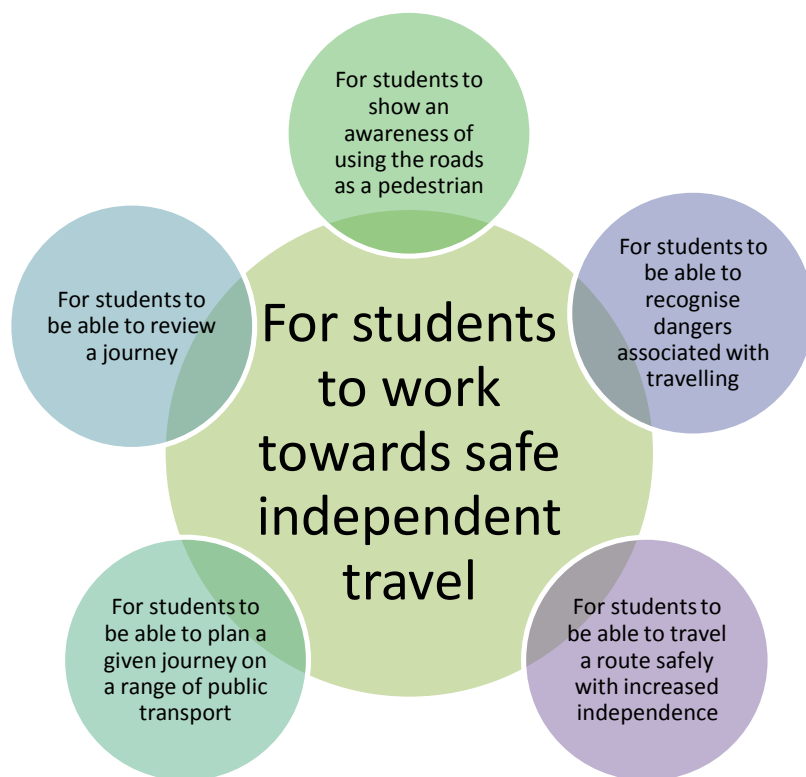 For students to
show an
awareness of
using the roads
as a pedestrian
For students to
be able to
recognise
dangers
associated with
travelling
For students to
be able to review
a journey
For students
to work
towards safe
independent
travel
For students to
be able to plan a
given journey on
a range of public
transport
For students to
be able to travel
a route safely
with increased
independence